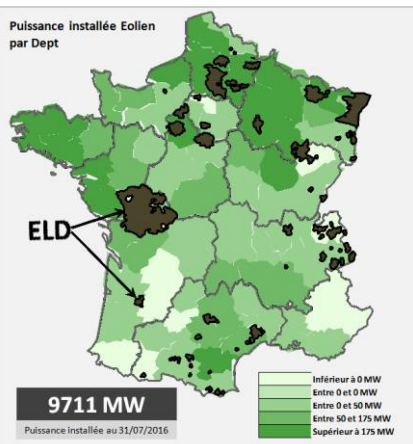 Puissance installée Eolien
par Dept
ELD
9711 MW
Puissance installée au 31/07/2016
Inférieur à 0 MW
Entre 0 et 0 MW
Entre 0 et 50 MW
Entre 50 et 175 MW
Supérieur à 175 MW